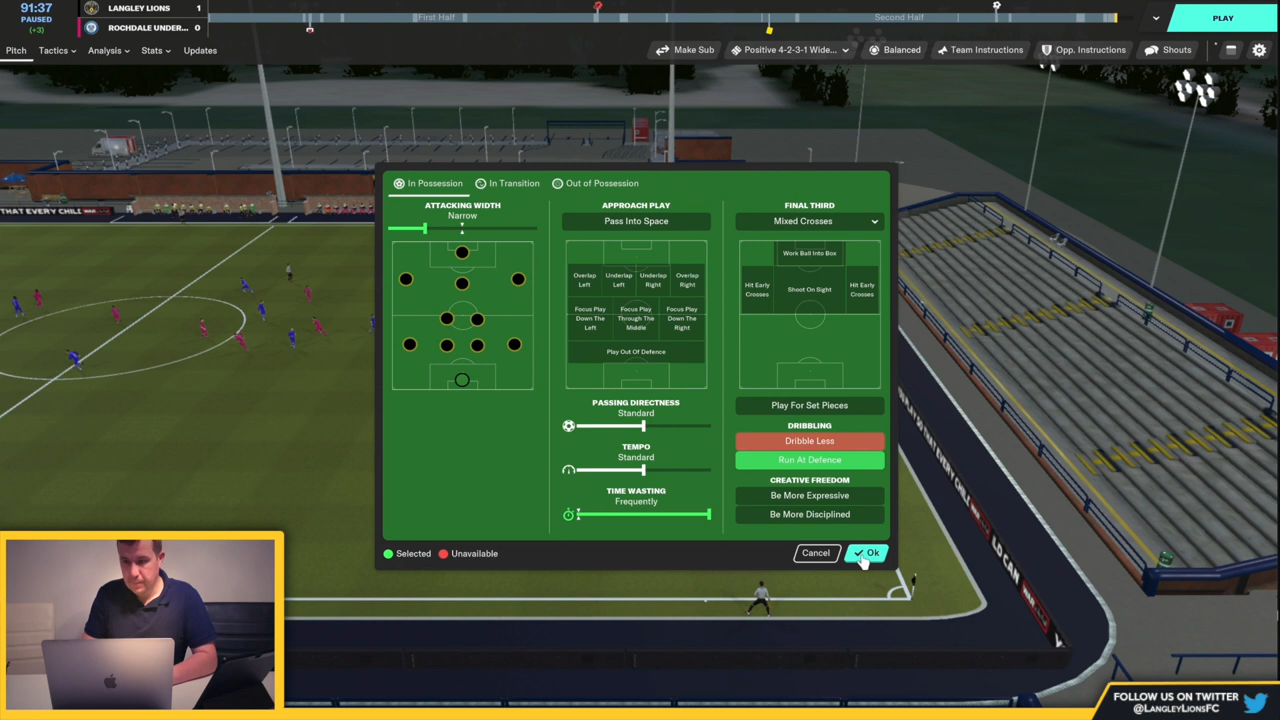 91:37
PAUSED
(+3)
LANGLEY LIONS 1
ROCHDALE UNDER... 0
First Half
Second Half
PLAY
Pitch Tactics Analysis Stats Updates
Make Sub Positive 4-2-3-1 Wide... Balanced Team Instructions Opp. Instructions Shouts
In Possession In Transition Out of Possession
ATTACKING WIDTH
Narrow
APPROACH PLAY
Pass Into Space
Overlap Left
Underlap Left
Underlap Right
Overlap Right
Focus Play Down The Left
Focus Play Through The Middle
Focus Play Down The Right
Play Out Of Defence
PASSING DIRECTNESS
Standard
TEMPO
Standard
TIME WASTING
Frequently
FINAL THIRD
Mixed Crosses
Work Ball Into Box
Hit Early Crosses
Shoot On Sight
Hit Early Crosses
Play For Set Pieces
DRIBBLING
Dribble Less
Run At Defence
CREATIVE FREEDOM
Be More Expressive
Be More Disciplined
Selected Unavailable
Cancel Ok
THAT EVERY CHILD
FOLLOW US ON TWITTER
@LANGLEYLIONSFC